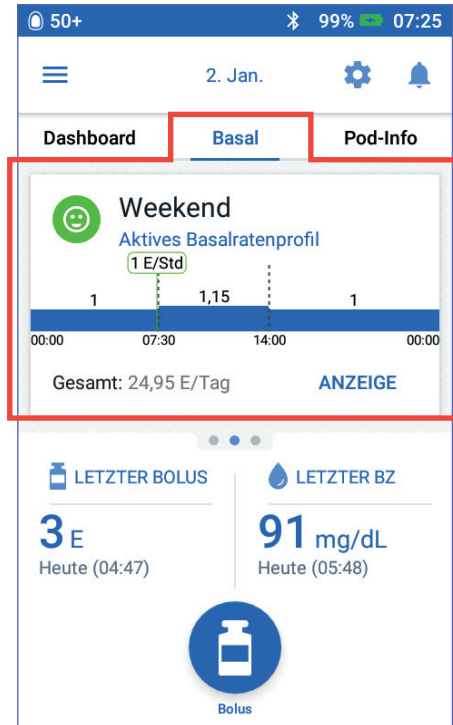 50+ 99% 07:25
2. Jan.
Dashboard Basal Pod-Info
Weekend
Aktives Basalratenprofil
1 E/Std
1 1,15 1
00:00 07:30 14:00 00:00
Gesamt: 24,95 E/Tag ANZEIGE
LETZTER BOLUS LETZTER BZ
3 E 91 mg/dL
Heute (04:47) Heute (05:48)
Bolus